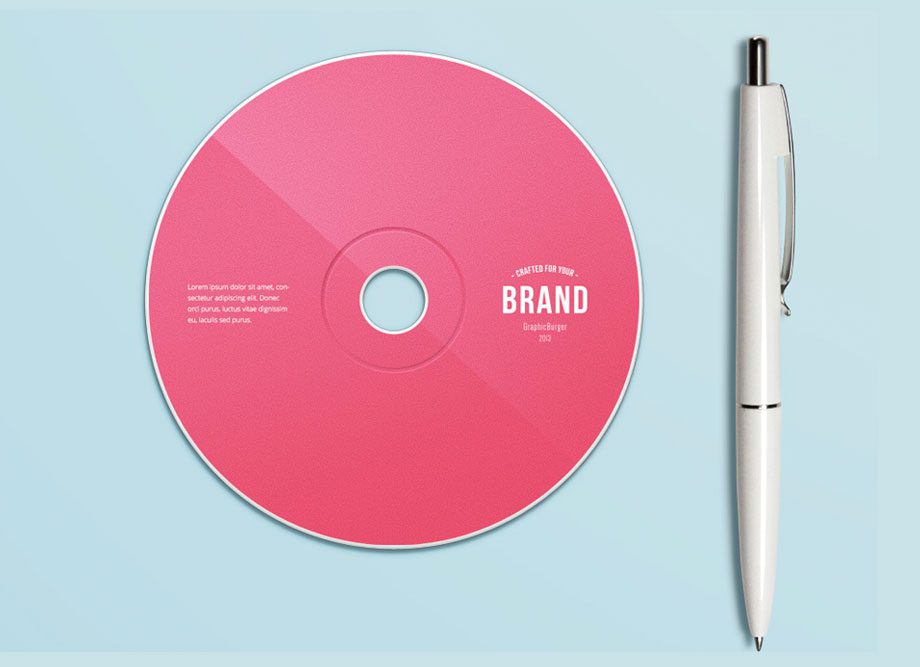 Lorem ipsum dolor sit amet, con-
sectetur adipiscing elit. Donec
orci purus, luctus vitae dignissim
eu, iaculis sed purus.
- CRAFTED FOR YOUR -
BRAND
GraphicBurger
2013